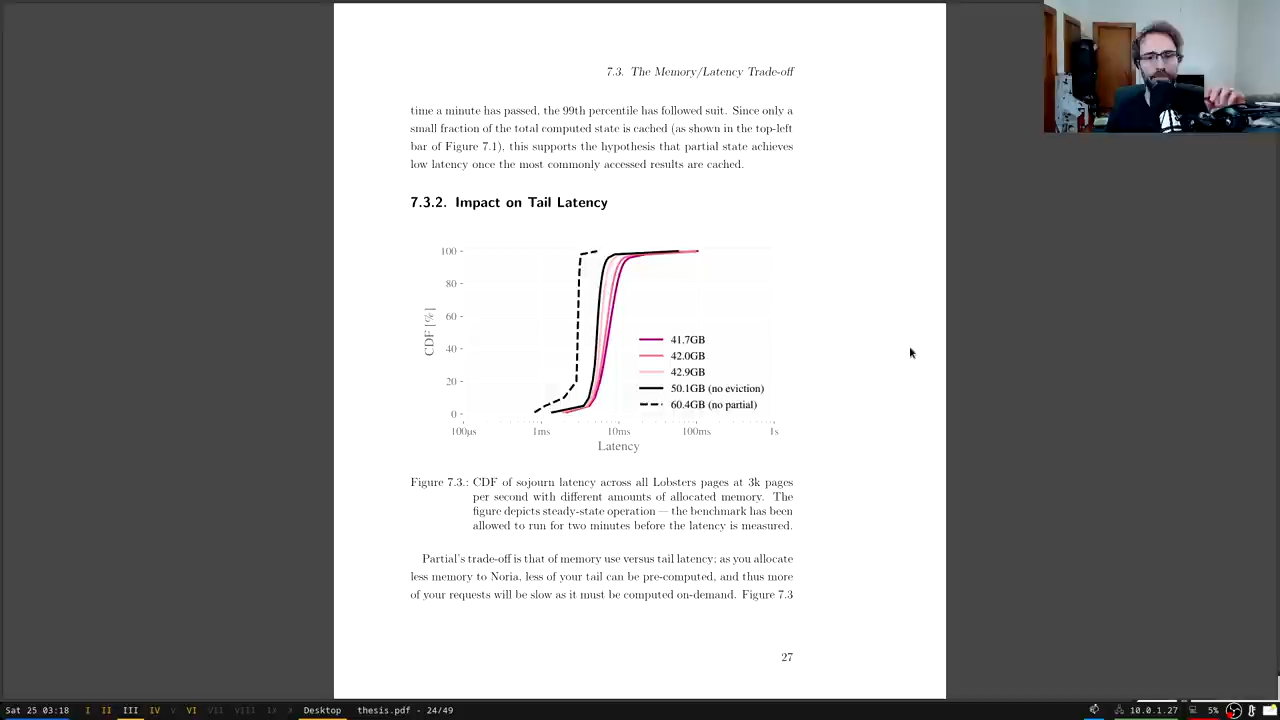 7.3. The Memory/Latency Trade-off
time a minute has passed, the 99th percentile has followed suit. Since only a
small fraction of the total computed state is cached (as shown in the top-left
bar of Figure 7.1), this supports the hypothesis that partial state achieves
low latency once the most commonly accessed results are cached.
7.3.2. Impact on Tail Latency
CDF [%]
100
80
60
40
20
0
41.7GB
42.0GB
42.9GB
50.1GB (no eviction)
60.4GB (no partial)
100µs 1ms 10ms 100ms 1s
Latency
Figure 7.3.: CDF of sojourn latency across all Lobsters pages at 3k pages
per second with different amounts of allocated memory. The
figure depicts steady-state operation — the benchmark has been
allowed to run for two minutes before the latency is measured.
Partial's trade-off is that of memory use versus tail latency; as you allocate
less memory to Noria, less of your tail can be pre-computed, and thus more
of your requests will be slow as it must be computed on-demand. Figure 7.3
27
Sat 25 03:18 I II III IV V VI VII VIII IX X Desktop thesis.pdf - 24/49 10.0.1.27 5%